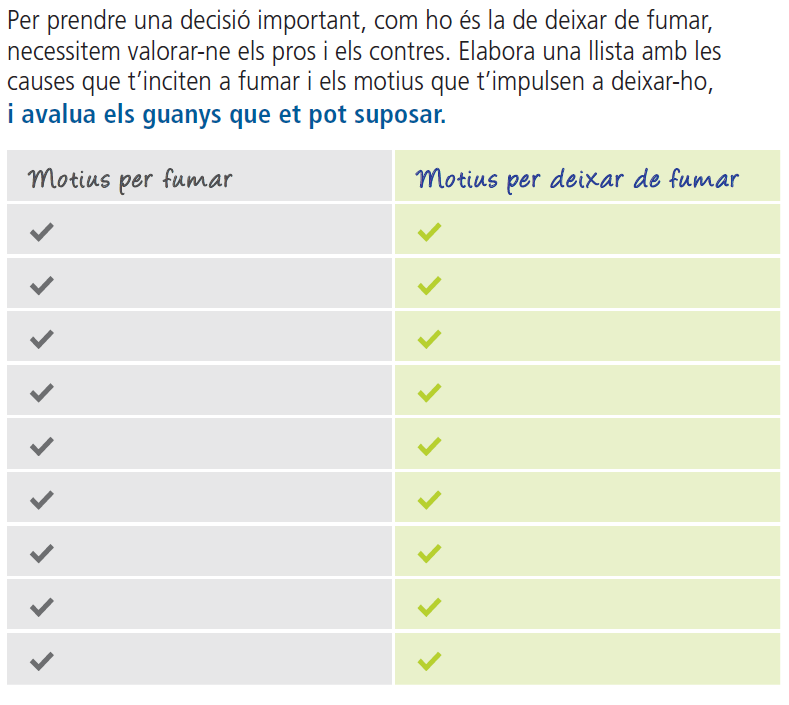 Per prendre una decisió important, com ho és la de deixar de fumar,
necessitem valorar-ne els pros i els contres. Elabora una llista amb les
causes que t’inciten a fumar i els motius que t’impulsen a deixar-ho,
i avalua els guanys que et pot suposar.
Motius per fumar
Motius per deixar de fumar